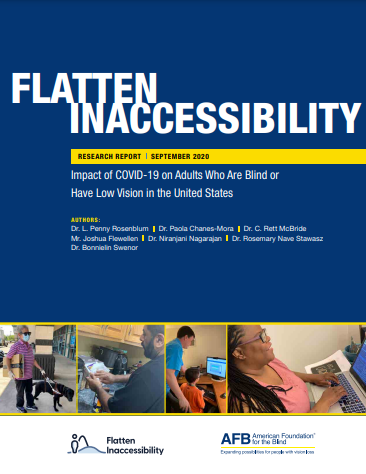 FLATTEN
INACCESSIBILITY
RESEARCH REPORT | SEPTEMBER 2020
Impact of COVID-19 on Adults Who Are Blind or
Have Low Vision in the United States
AUTHORS:
Dr. L. Penny Rosenblum | Dr. Paola Chanes-Mora | Dr. C. Rett McBride
Mr. Joshua Flewellen | Dr. Niranjani Nagarajan | Dr. Rosemary Nave Stawasz
Dr. Bonnielin Swenor
Flatten
Inaccessibility
AFB American Foundation®
for the Blind
Expanding possibilities for people with vision loss